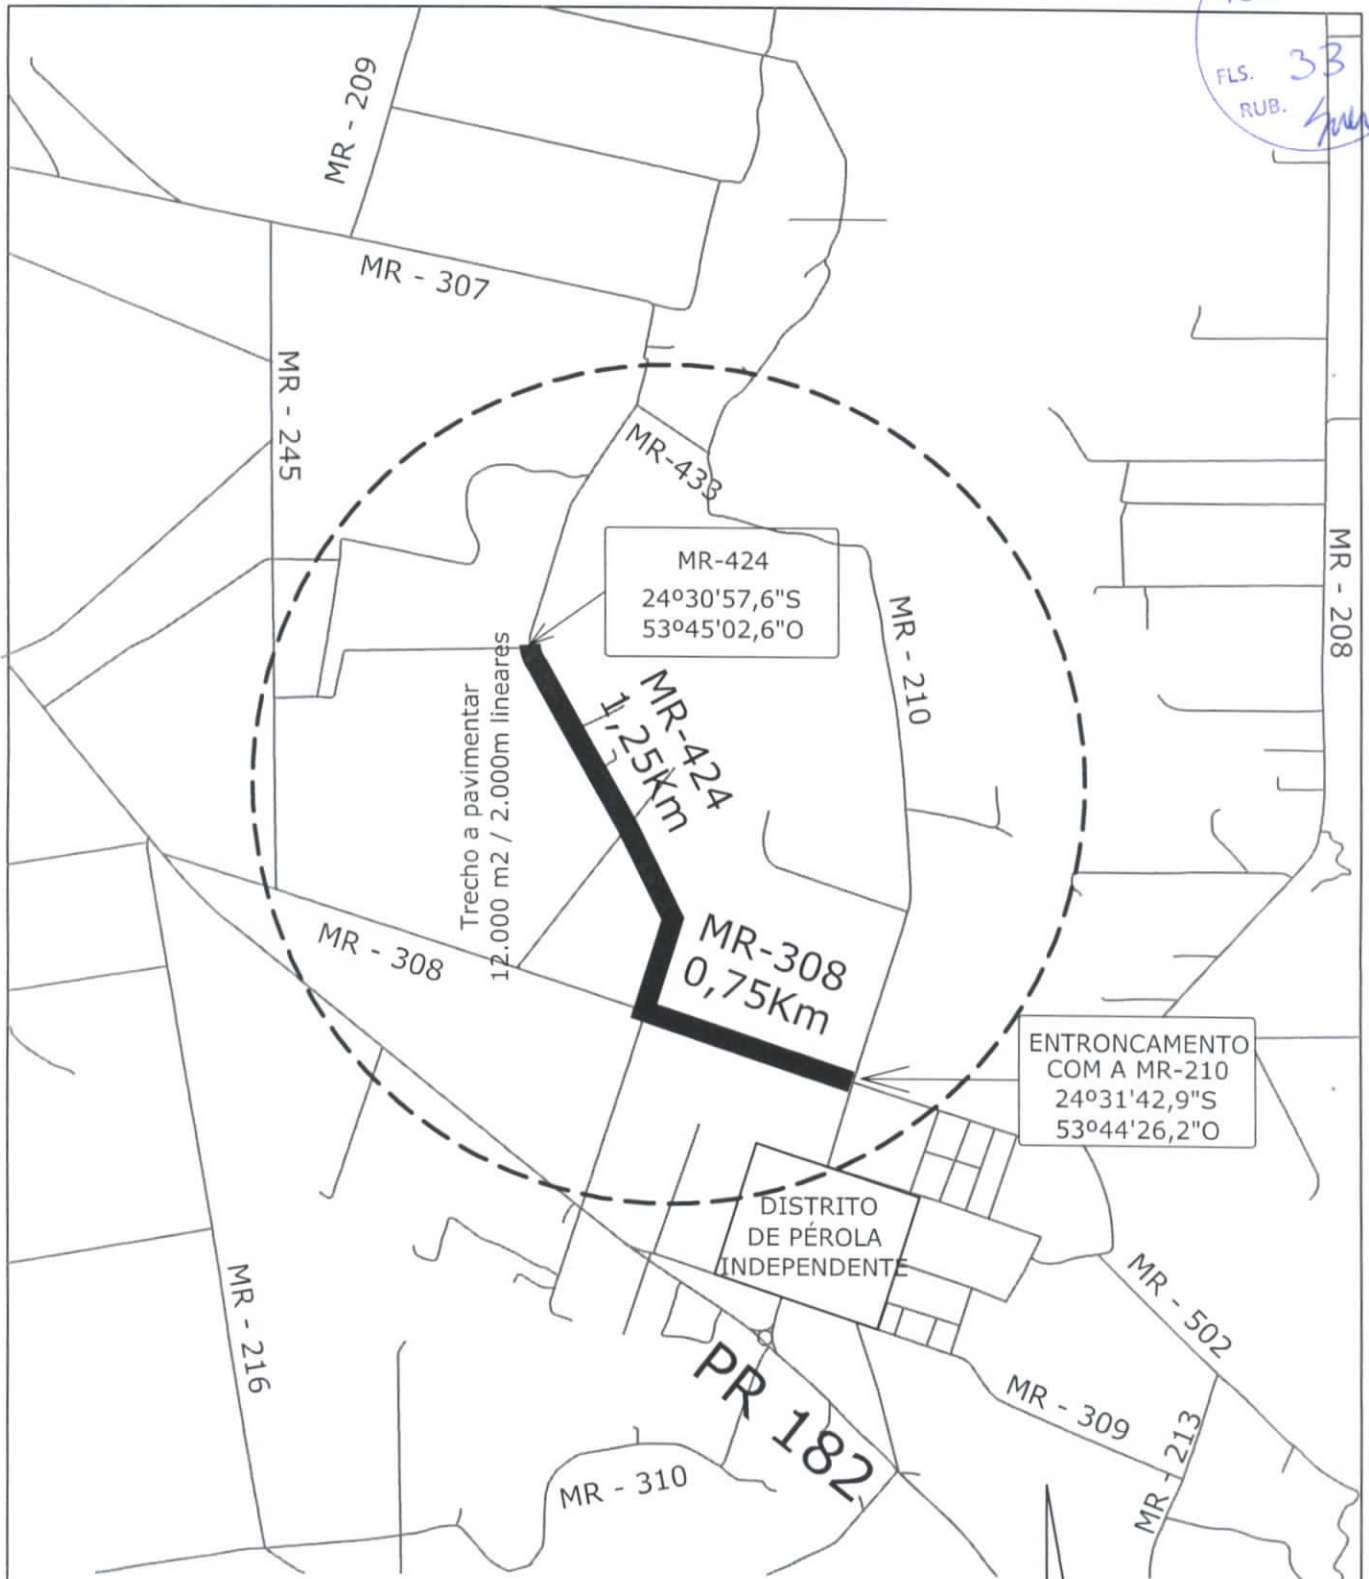 FLS. 33
RUB.
MR - 209
MR - 307
MR - 245
MR-433
MR-424
24º30'57,6"S
53º45'02,6"O
MR - 210
MR - 208
Trecho a pavimentar
12.000 m2 / 2.000m lineares
MR-424
1,25Km
MR - 308
MR-308
0,75Km
ENTRONCAMENTO
COM A MR-210
24º31'42,9"S
53º44'26,2"O
DISTRITO
DE PÉROLA
INDEPENDENTE
MR - 216
PR 182
MR - 502
MR - 309
MR - 213
MR - 310